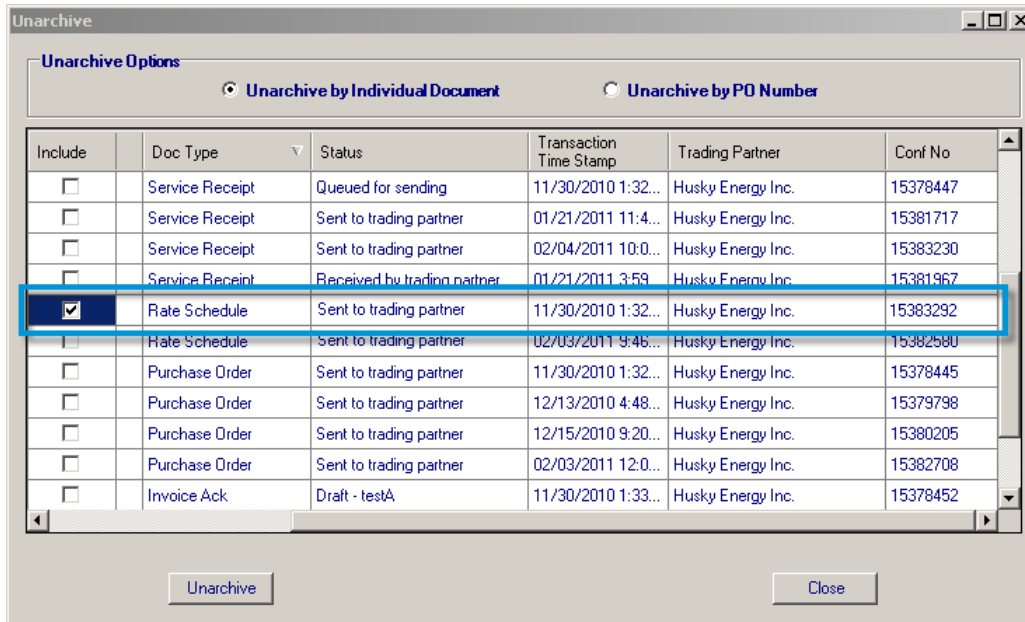 Unarchive
Unarchive Options
Unarchive by Individual Document Unarchive by PO Number
Include Doc Type Status Transaction Time Stamp Trading Partner Conf No
Service Receipt Queued for sending 11/30/2010 1:32... Husky Energy Inc. 15378447
Service Receipt Sent to trading partner 01/21/2011 11:4... Husky Energy Inc. 15381717
Service Receipt Sent to trading partner 02/04/2011 10:0... Husky Energy Inc. 15383230
Service Receipt Received by trading partner 01/21/2011 3:59... Husky Energy Inc. 15381967
Rate Schedule Sent to trading partner 11/30/2010 1:32... Husky Energy Inc. 15383292
Rate Schedule Sent to trading partner 02/03/2011 9:46... Husky Energy Inc. 15382580
Purchase Order Sent to trading partner 11/30/2010 1:32... Husky Energy Inc. 15378445
Purchase Order Sent to trading partner 12/13/2010 4:48... Husky Energy Inc. 15379798
Purchase Order Sent to trading partner 12/15/2010 9:20... Husky Energy Inc. 15380205
Purchase Order Sent to trading partner 02/03/2011 12:0... Husky Energy Inc. 15382708
Invoice Ack Draft - testA 11/30/2010 1:33... Husky Energy Inc. 15378452
Unarchive Close